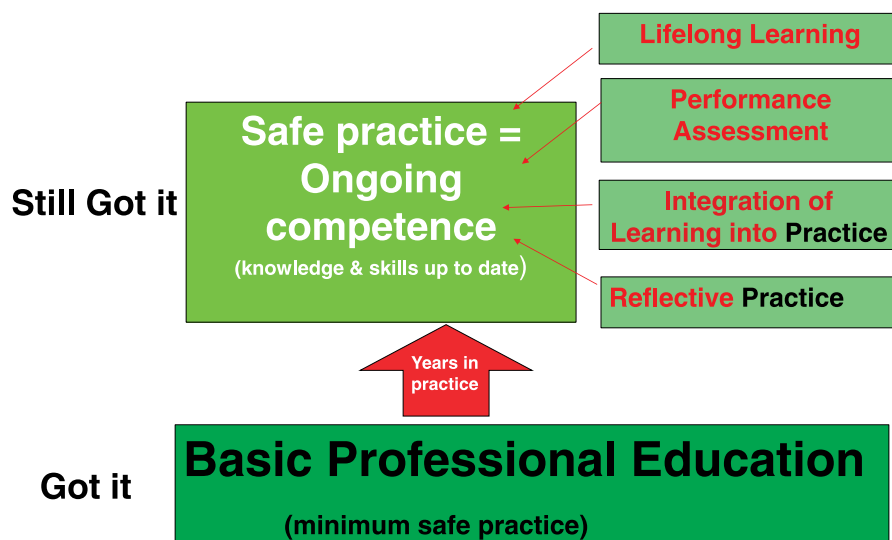 Lifelong Learning
Performance
Assessment
Safe practice =
Ongoing
competence
(knowledge & skills up to date)
Still Got it
Integration of
Learning into Practice
Reflective Practice
Years in
practice
Got it
Basic Professional Education
(minimum safe practice)